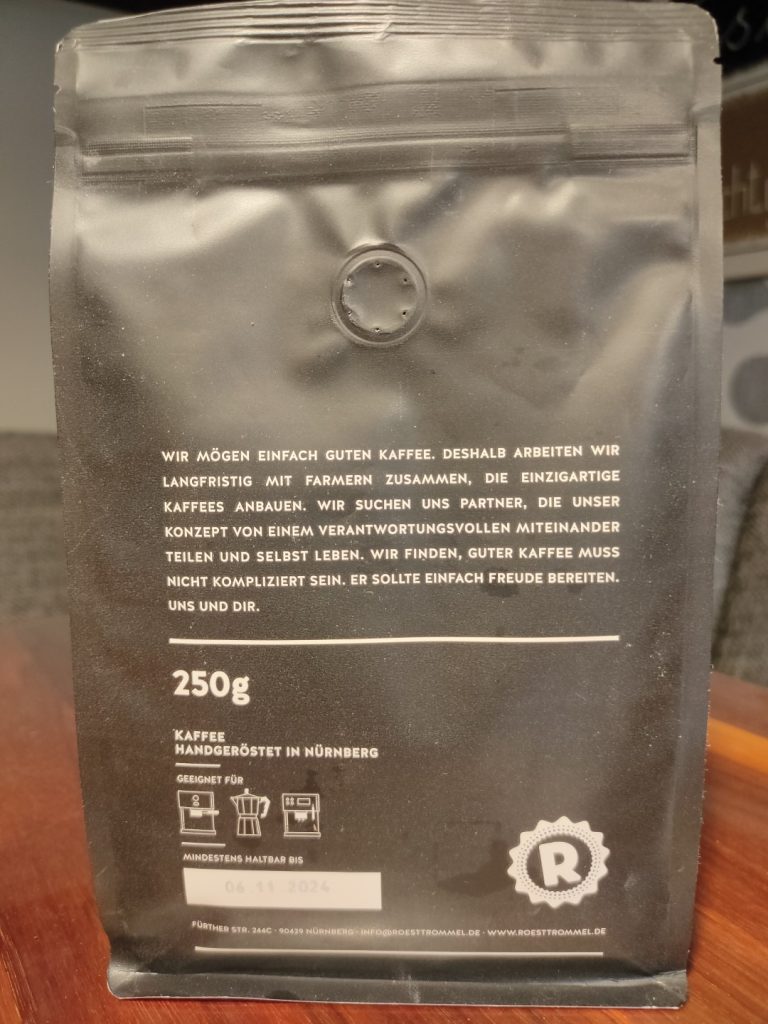 WIR MÖGEN EINFACH GUTEN KAFFEE. DESHALB ARBEITEN WIR
LANGFRISTIG MIT FARMERN ZUSAMMEN, DIE EINZIGARTIGE
KAFFEES ANBAUEN. WIR SUCHEN UNS PARTNER, DIE UNSER
KONZEPT VON EINEM VERANTWORTUNGSVOLLEN MITEINANDER
TEILEN UND SELBST LEBEN. WIR FINDEN, GUTER KAFFEE MUSS
NICHT KOMPLIZIERT SEIN. ER SOLLTE EINFACH FREUDE BEREITEN.
UNS UND DIR.
250g
KAFFEE
HANDGERÖSTET IN NÜRNBERG
GEEIGNET FÜR
MINDESTENS HALTBAR BIS
06.11.2024
R
FÜRTHER STR. 244C · 90429 NÜRNBERG · INFO@ROESTTROMMEL.DE · WWW.ROESTTROMMEL.DE